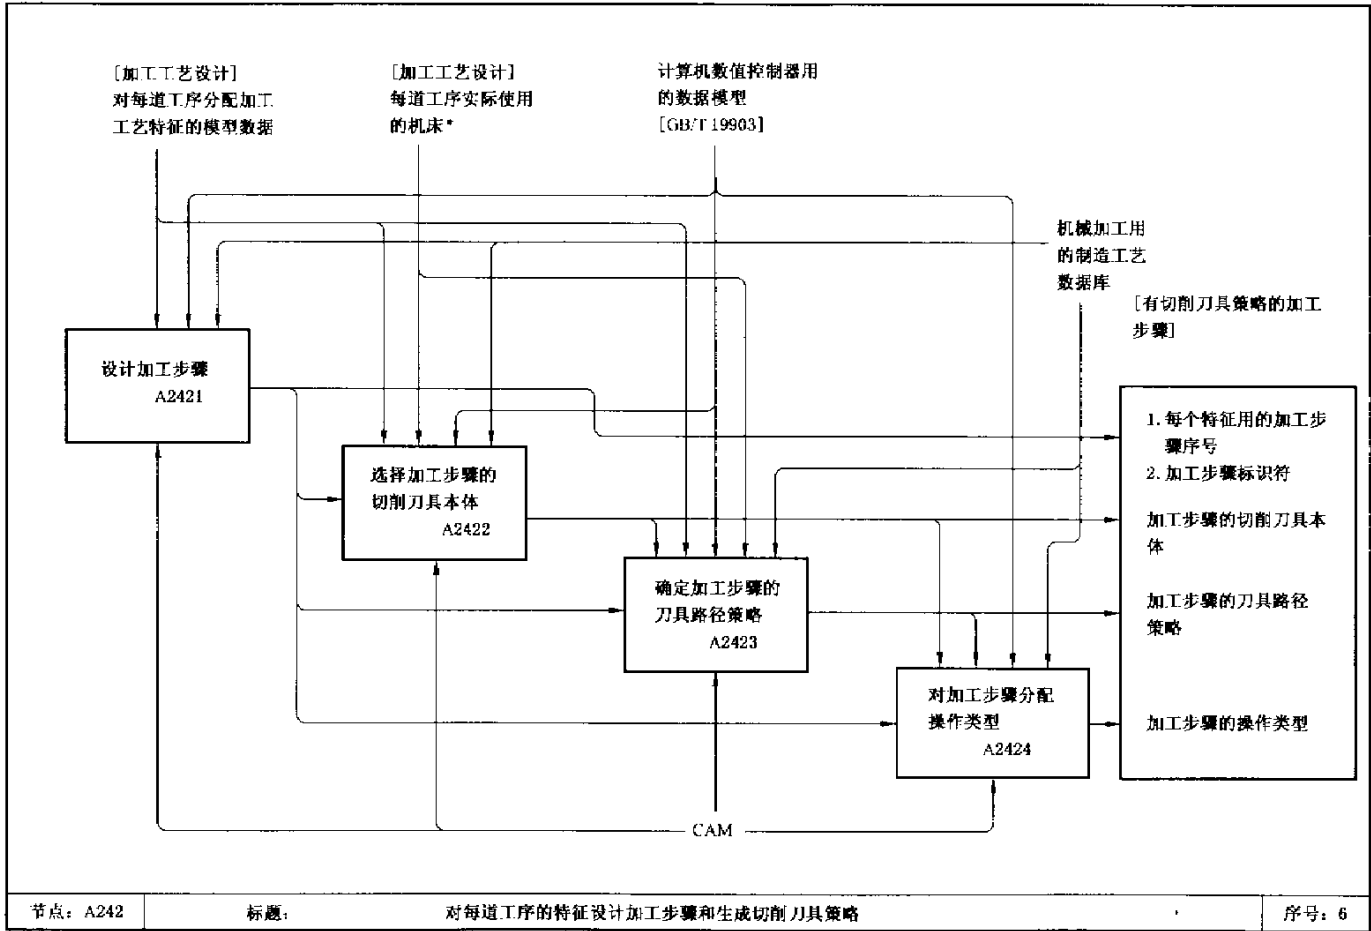 [加工工艺设计]
对每道工序分配加工
工艺特征的模型数据
[加工工艺设计]
每道工序实际使用
的机床*
计算机数值控制器用
的数据模型
[GB/T 19903]
机械加工用
的制造工艺
数据库
[有切削刀具策略的加工
步骤]
设计加工步骤
A2421
选择加工步骤的
切削刀具本体
A2422
确定加工步骤的
刀具路径策略
A2423
对加工步骤分配
操作类型
A2424
1. 每个特征用的加工步
骤序号
2. 加工步骤标识符
加工步骤的切削刀具本
体
加工步骤的刀具路径
策略
加工步骤的操作类型
CAM
节点：A242
标题：
对每道工序的特征设计加工步骤和生成切削刀具策略
序号：6